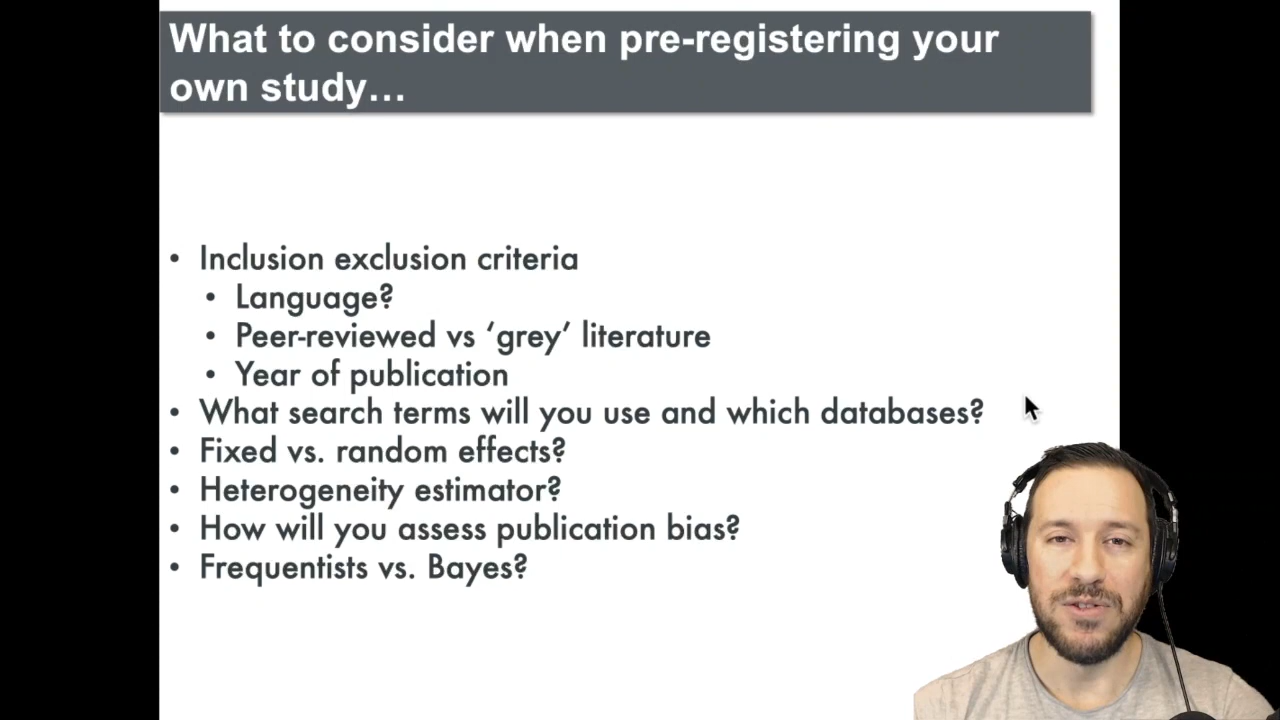 What to consider when pre-registering your
own study…
• Inclusion exclusion criteria
• Language?
• Peer-reviewed vs ‘grey’ literature
• Year of publication
• What search terms will you use and which databases?
• Fixed vs. random effects?
• Heterogeneity estimator?
• How will you assess publication bias?
• Frequentists vs. Bayes?